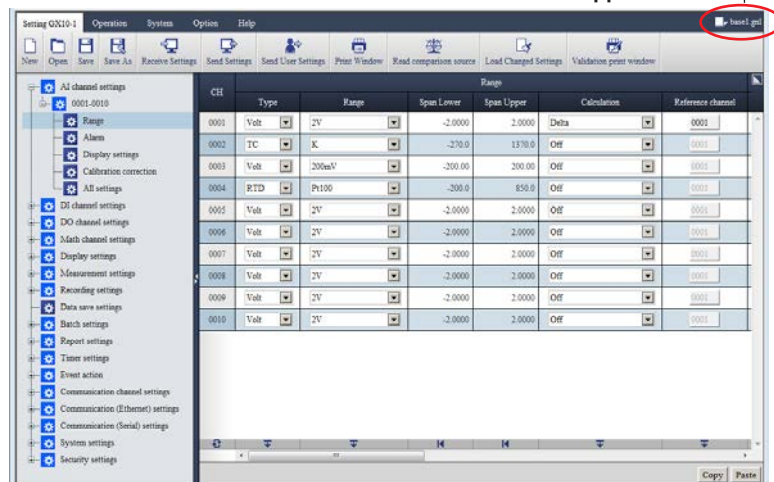 Setting GX10-1 Operation System Option Help base1.gnl
New Open Save Save As Receive Settings Send Settings Send User Settings Print Window Read comparison source Load Changed Settings Validation print window
AI channel settings
0001-0010
Range
Alarm
Display settings
Calibration correction
All settings
DI channel settings
DO channel settings
Math channel settings
Display settings
Measurement settings
Recording settings
Data save settings
Batch settings
Report settings
Timer settings
Event action
Communication channel settings
Communication (Ethernet) settings
Communication (Serial) settings
System settings
Security settings
CH Range
Type Range Span Lower Span Upper Calculation Reference channel
0001 Volt 2V -2.0000 2.0000 Delta 0001
0002 TC K -270.0 1370.0 Off 0001
0003 Volt 200mV -200.00 200.00 Off 0001
0004 RTD Pt100 -200.0 850.0 Off 0001
0005 Volt 2V -2.0000 2.0000 Off 0001
0006 Volt 2V -2.0000 2.0000 Off 0001
0007 Volt 2V -2.0000 2.0000 Off 0001
0008 Volt 2V -2.0000 2.0000 Off 0001
0009 Volt 2V -2.0000 2.0000 Off 0001
0010 Volt 2V -2.0000 2.0000 Off 0001
Copy Paste